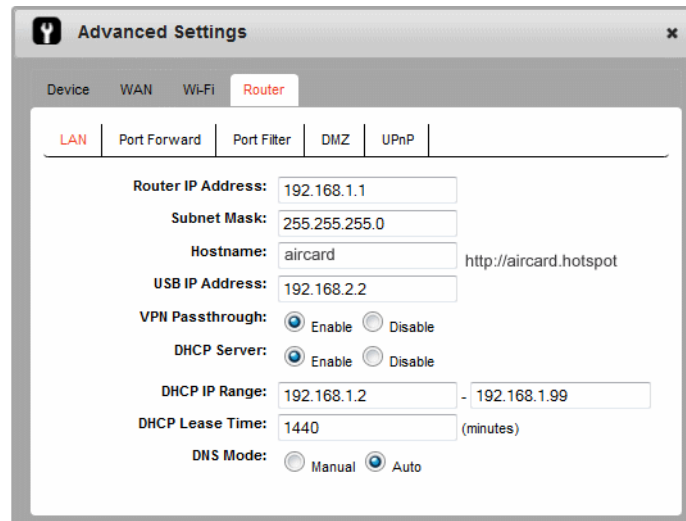 Advanced Settings
Device WAN Wi-Fi Router
LAN Port Forward Port Filter DMZ UPnP
Router IP Address: 192.168.1.1
Subnet Mask: 255.255.255.0
Hostname: aircard http://aircard.hotspot
USB IP Address: 192.168.2.2
VPN Passthrough: Enable Disable
DHCP Server: Enable Disable
DHCP IP Range: 192.168.1.2 - 192.168.1.99
DHCP Lease Time: 1440 (minutes)
DNS Mode: Manual Auto